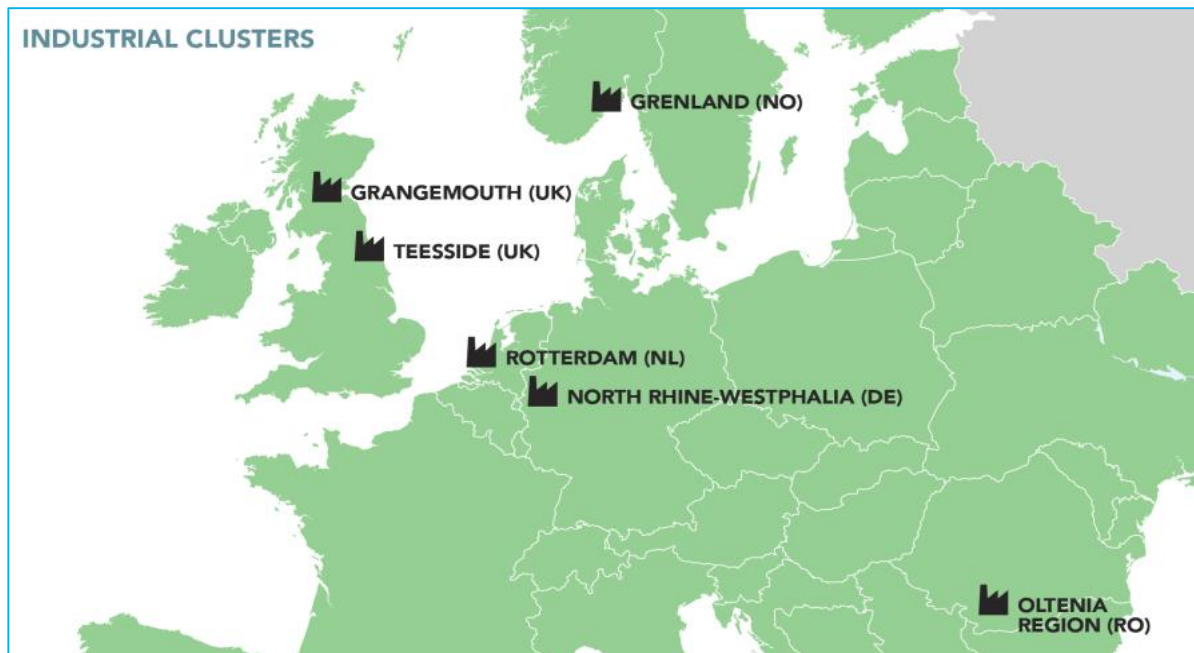 INDUSTRIAL CLUSTERS
GRENLAND (NO)
GRANGEMOUTH (UK)
TEESSIDE (UK)
ROTTERDAM (NL)
NORTH RHINE-WESTPHALIA (DE)
OLTENIA
REGION (RO)